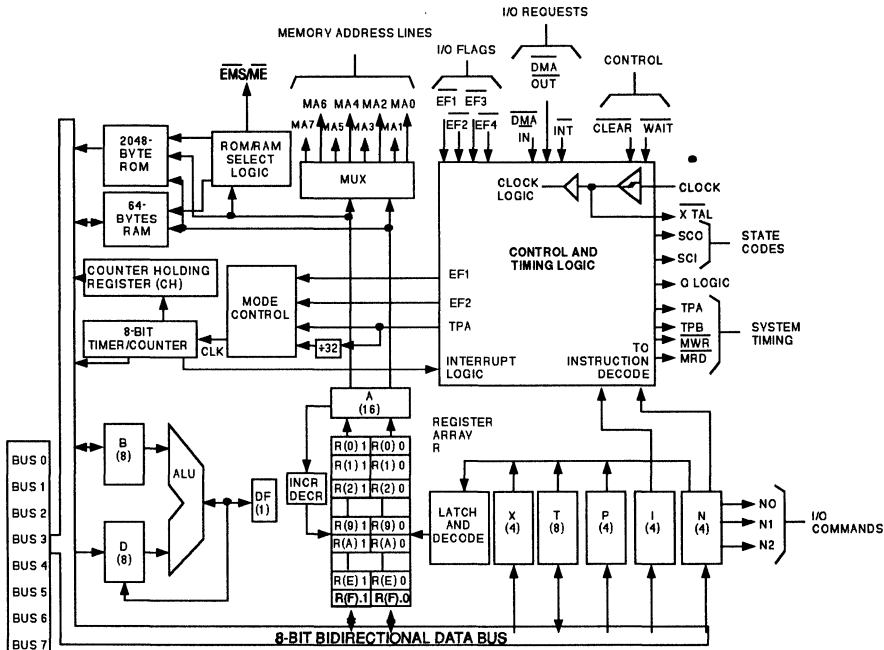 I/O REQUESTS
MEMORY ADDRESS LINES
I/O FLAGS
DMA
OUT
CONTROL
EMS/ME
MA6 MA4 MA2 MA0
MA7 MA5 MA3 MA1
EF1 EF3
EF2 EF4
DMA
IN
INT
CLEAR WAIT
2048-
BYTE
ROM
ROM/RAM
SELECT
LOGIC
MUX
CLOCK
LOGIC
CLOCK
XTAL
64-
BYTES
RAM
CONTROL AND
TIMING LOGIC
SCO
SCI
STATE
CODES
COUNTER HOLDING
REGISTER (CH)
MODE
CONTROL
EF1
EF2
TPA
Q LOGIC
TPA
TPB
MWR
MRD
SYSTEM
TIMING
8-BIT
TIMER/COUNTER
CLK
÷32
INTERRUPT
LOGIC
TO
INSTRUCTION
DECODE
A
(16)
REGISTER
ARRAY
R
B
(8)
ALU
DF
(1)
INCR
DECR
R(0) 1 R(0) 0
R(1) 1 R(1) 0
R(2) 1 R(2) 0
R(9) 1 R(9) 0
R(A) 1 R(A) 0
R(E) 1 R(E) 0
R(F).1 R(F).0
LATCH
AND
DECODE
X
(4)
T
(8)
P
(4)
I
(4)
N
(4)
NO
N1
N2
I/O
COMMANDS
D
(8)
BUS 0
BUS 1
BUS 2
BUS 3
BUS 4
BUS 5
BUS 6
BUS 7
8-BIT BIDIRECTIONAL DATA BUS